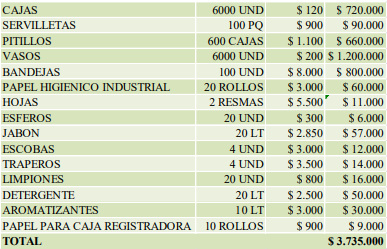 CAJAS 6000 UND $ 120 $ 720.000
SERVILLETAS 100 PQ $ 900 $ 90.000
PITILLOS 600 CAJAS $ 1.100 $ 660.000
VASOS 6000 UND $ 200 $ 1.200.000
BANDEJAS 100 UND $ 8.000 $ 800.000
PAPEL HIGIENICO INDUSTRIAL 20 ROLLOS $ 3.000 $ 60.000
HOJAS 2 RESMAS $ 5.500 $ 11.000
ESFEROS 20 UND $ 300 $ 6.000
JABON 20 LT $ 2.850 $ 57.000
ESCOBAS 4 UND $ 3.000 $ 12.000
TRAPEROS 4 UND $ 3.500 $ 14.000
LIMPIONES 20 UND $ 800 $ 16.000
DETERGENTE 20 LT $ 2.500 $ 50.000
AROMATIZANTES 10 LT $ 3.000 $ 30.000
PAPEL PARA CAJA REGISTRADORA 10 ROLLOS $ 900 $ 9.000
TOTAL $ 3.735.000